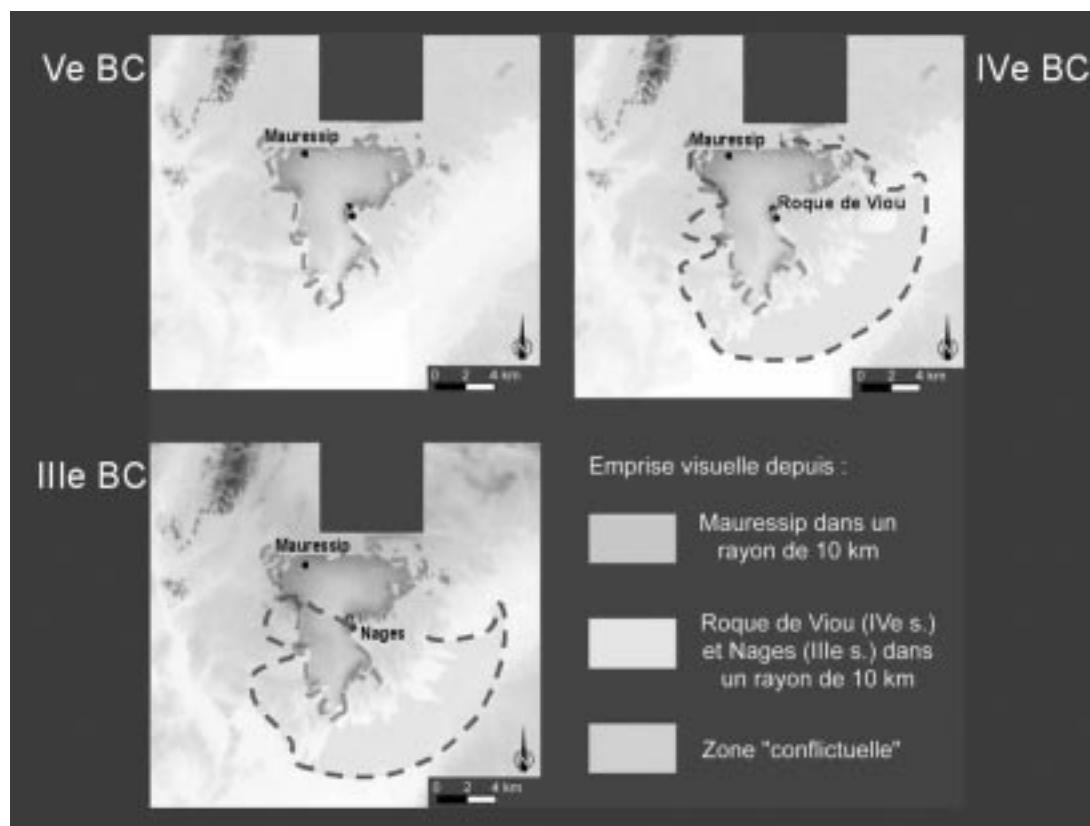 Ve BC
Mauressip
N
0 2 4 km
IVe BC
Mauressip
Roque de Viou
N
0 2 4 km
IIIe BC
Mauressip
Nages
N
0 2 4 km
Emprise visuelle depuis :
Mauressip dans un
rayon de 10 km
Roque de Viou (IVe s.)
et Nages (IIIe s.) dans
un rayon de 10 km
Zone "conflictuelle"